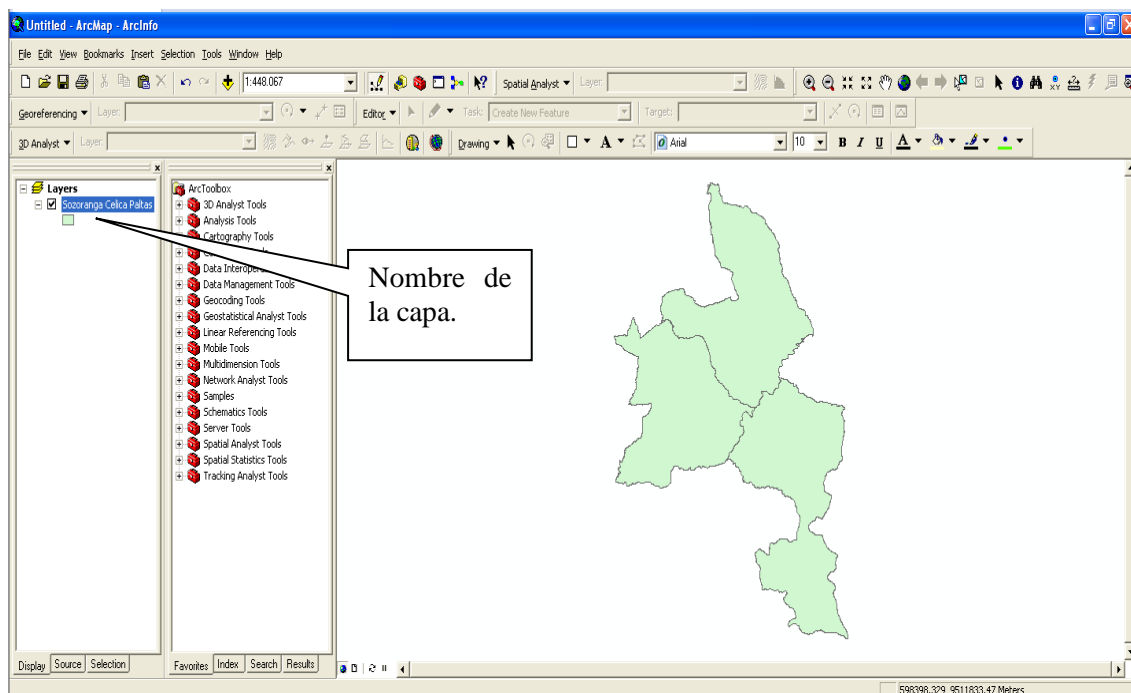 Untitled - ArcMap - ArcInfo
File Edit View Bookmarks Insert Selection Tools Window Help
1:448.067 Spatial Analyst Layer:
Georeferencing Layer: Editor Task: Create New Feature Target:
3D Analyst Layer: Drawing A Arial 10 B I U A
Layers
Sozoranga Celica Paltas
ArcToolbox
3D Analyst Tools
Analysis Tools
Cartography Tools
Data Management Tools
Geocoding Tools
Geostatistical Analyst Tools
Linear Referencing Tools
Mobile Tools
Multidimension Tools
Network Analyst Tools
Samples
Schematics Tools
Server Tools
Spatial Analyst Tools
Spatial Statistics Tools
Tracking Analyst Tools
Nombre de
la capa.
Display Source Selection
Favorites Index Search Results
598398,329 9511833,47 Meters